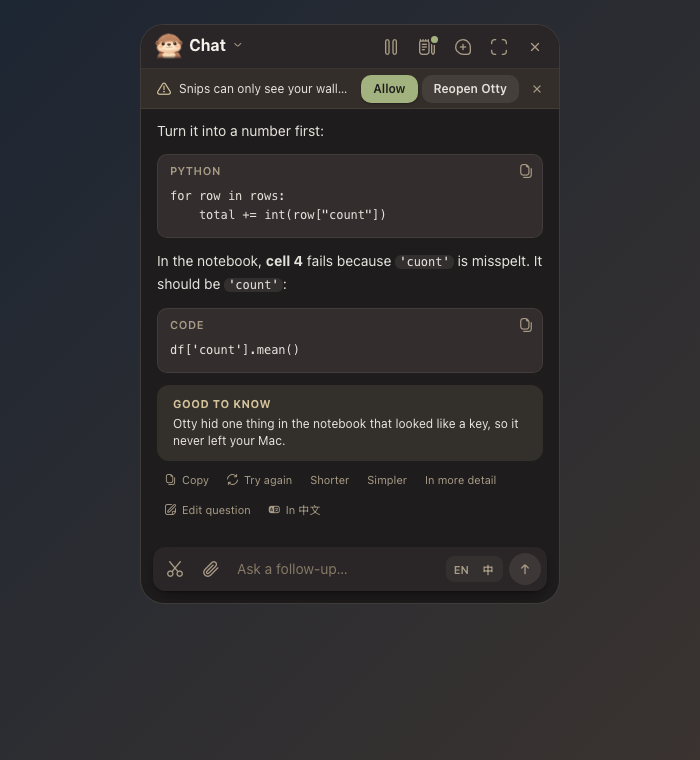 Chat
Snips can only see your wall...
Allow
Reopen Otty
Turn it into a number first:
PYTHON
for row in rows:
    total += int(row["count"])
In the notebook, cell 4 fails because 'cuont' is misspelt. It
should be 'count':
CODE
df['count'].mean()
GOOD TO KNOW
Otty hid one thing in the notebook that looked like a key, so it
never left your Mac.
Copy
Try again
Shorter
Simpler
In more detail
Edit question
In 中文
Ask a follow-up...
EN
中